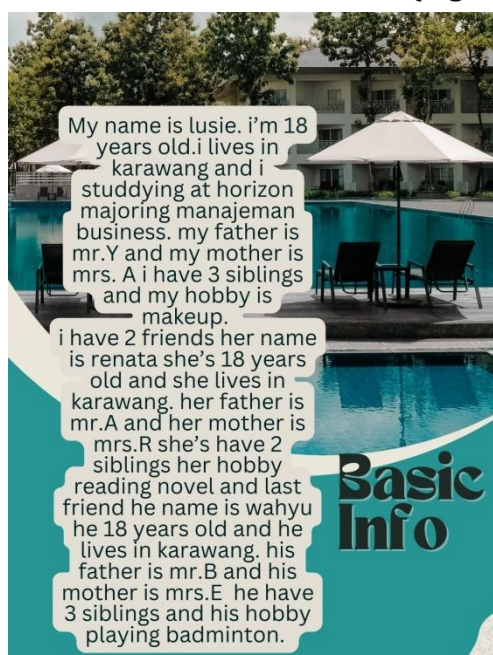 My name is lusie. i'm 18
years old.i lives in
karawang and i
studdying at horizon
majoring manajeman
business. my father is
mr.Y and my mother is
mrs. A i have 3 siblings
and my hobby is
makeup.
i have 2 friends her name
is renata she's 18 years
old and she lives in
karawang. her father is
mr.A and her mother is
mrs.R she's have 2
siblings her hobby
reading novel and last
friend he name is wahyu
he 18 years old and he
lives in karawang. his
father is mr.B and his
mother is mrs.E  he have
3 siblings and his hobby
playing badminton.
Basic
Info